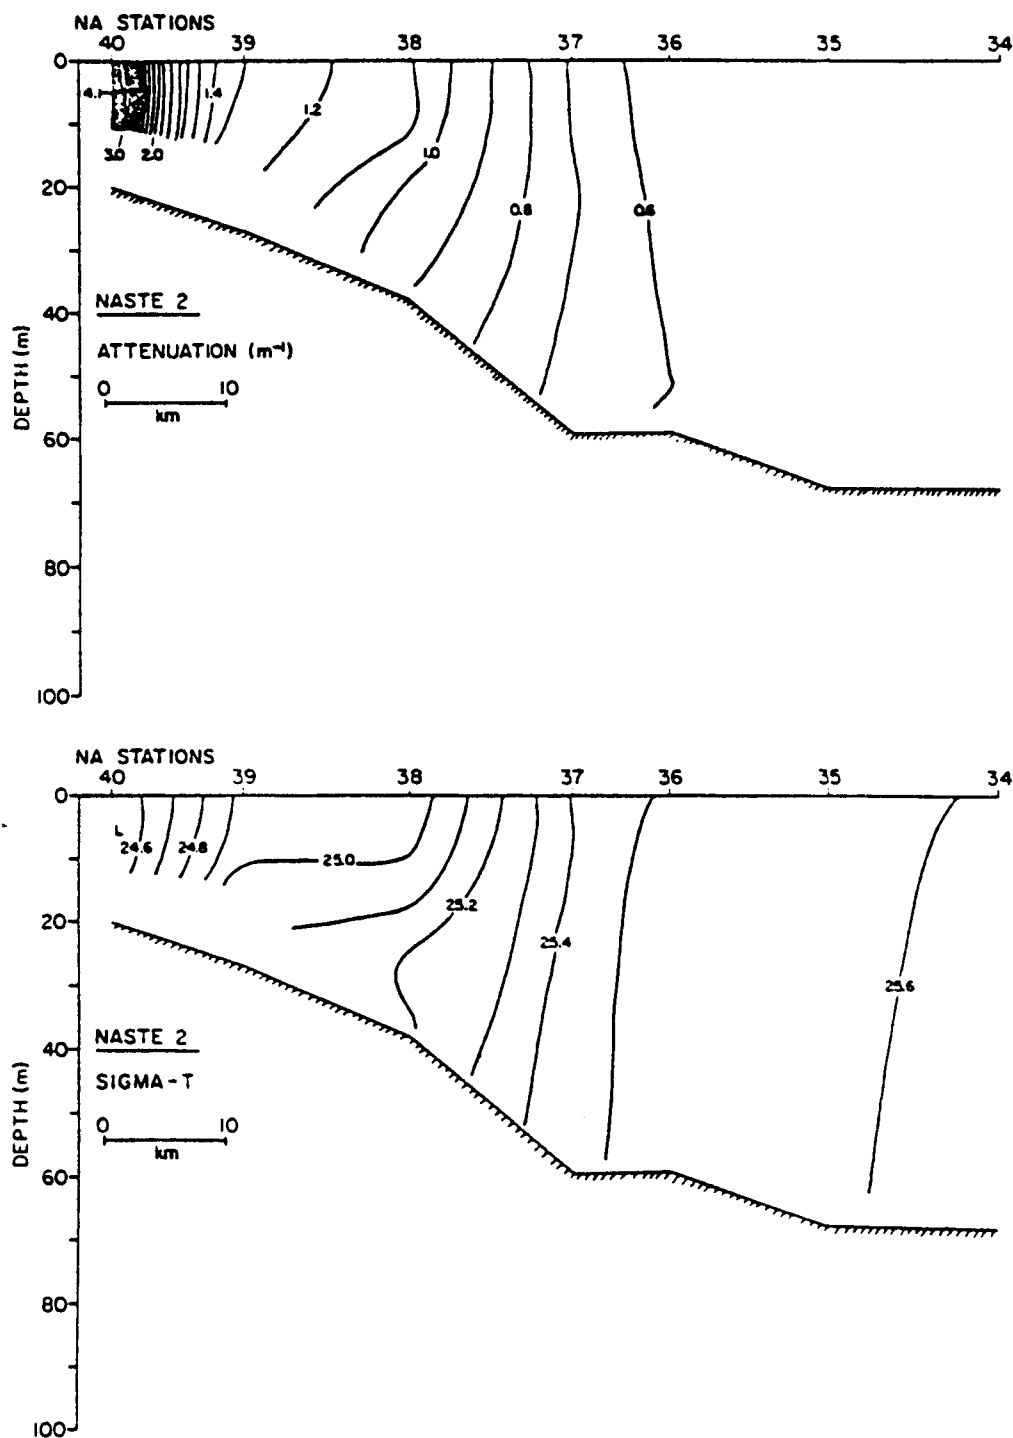 NA STATIONS
40 39 38 37 36 35 34
0
4.1
1.4
1.2
3.0 2.0
1.0
20
0.8 0.6
NASTE 2
40
ATTENUATION (m⁻¹)
0 10
km
DEPTH (m)
60
80
100
NA STATIONS
40 39 38 37 36 35 34
0
L
24.6 24.8
25.0
25.2
20
25.4
25.6
NASTE 2
40
SIGMA-T
0 10
km
DEPTH (m)
60
80
100